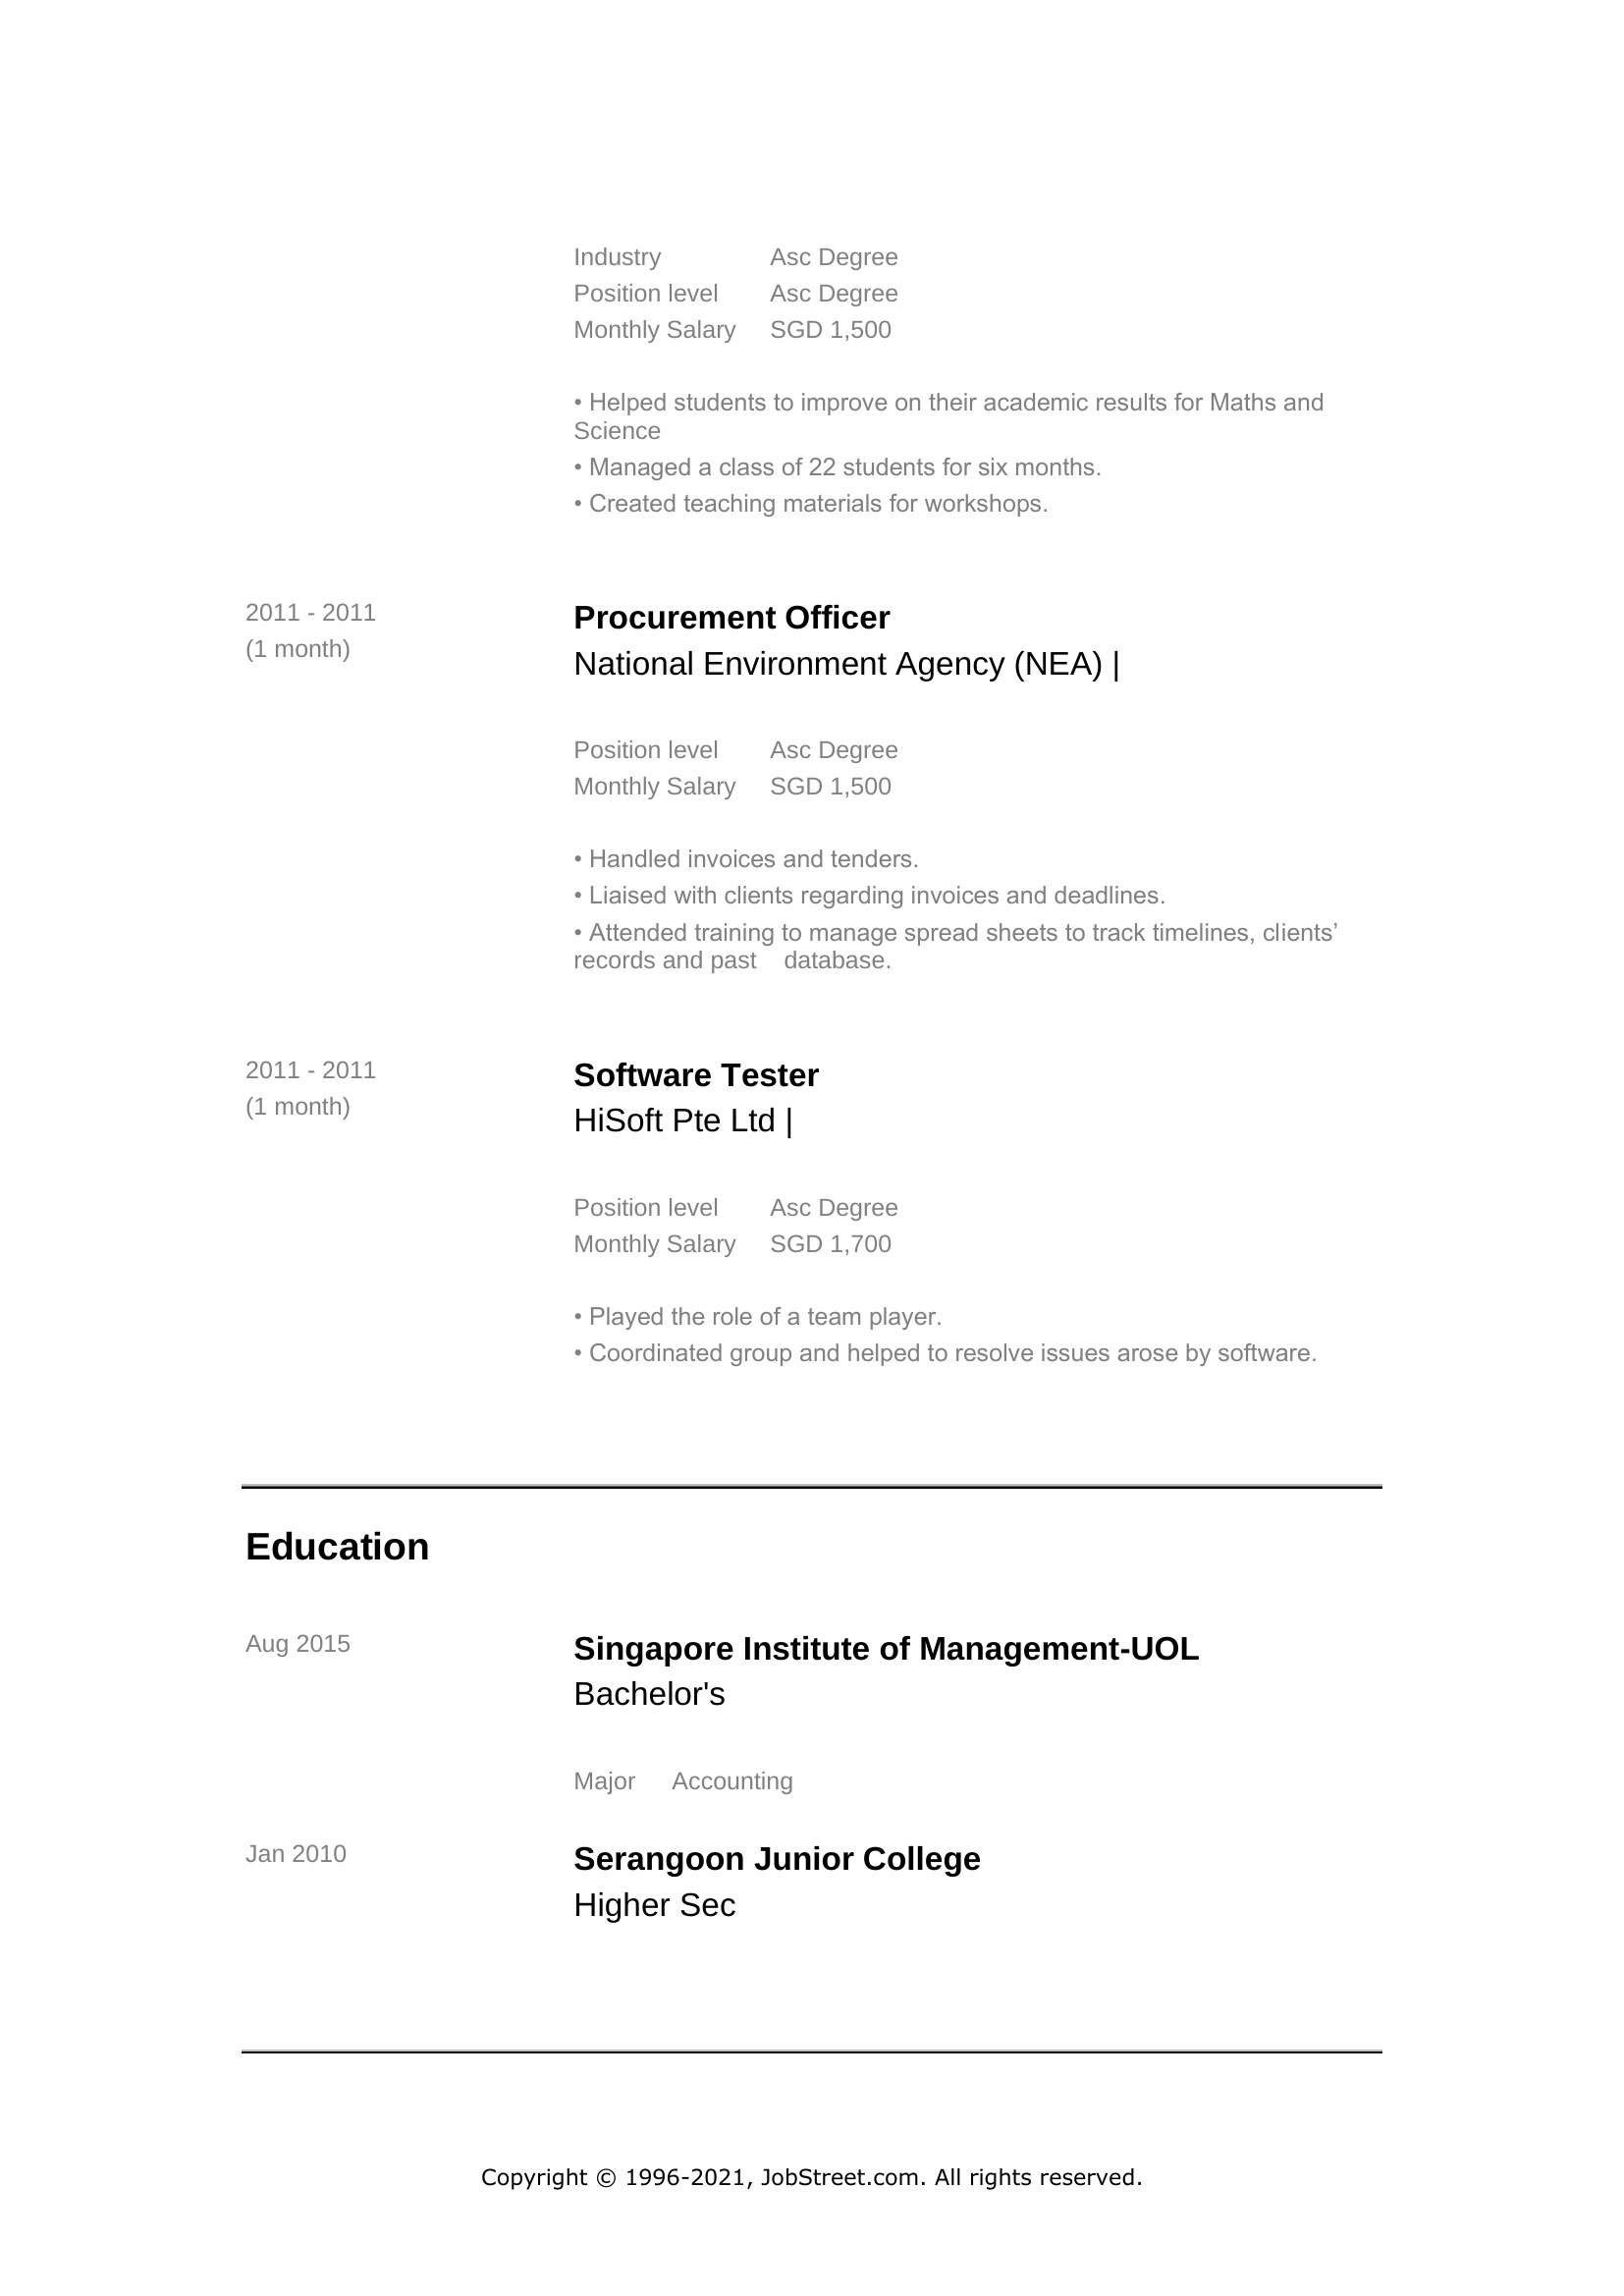 Industry Asc Degree
Position level Asc Degree
Monthly Salary SGD 1,500
• Helped students to improve on their academic results for Maths and
Science
• Managed a class of 22 students for six months.
• Created teaching materials for workshops.
2011 - 2011 Procurement Officer
(1 month) National Environment Agency (NEA) |
Position level Asc Degree
Monthly Salary SGD 1,500
• Handled invoices and tenders.
• Liaised with clients regarding invoices and deadlines.
• Attended training to manage spread sheets to track timelines, clients’
records and past database.
2011 - 2011 Software Tester
(1 month) HiSoft Pte Ltd |
Position level Asc Degree
Monthly Salary SGD 1,700
• Played the role of a team player.
• Coordinated group and helped to resolve issues arose by software.
Education
Aug 2015 Singapore Institute of Management-UOL
Bachelor's
Major Accounting
Jan 2010 Serangoon Junior College
Higher Sec
Copyright © 1996-2021, JobStreet.com. All rights reserved.